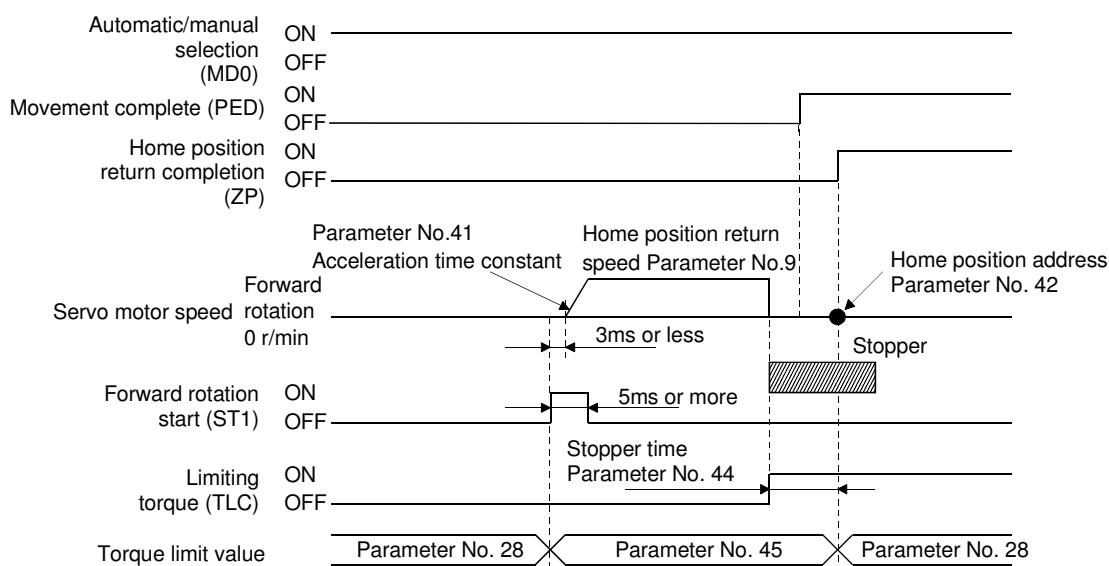 Automatic/manual
selection
(MD0)
ON
OFF
Movement complete (PED)
ON
OFF
Home position
return completion
(ZP)
ON
OFF
Parameter No.41
Acceleration time constant
Home position return
speed Parameter No.9
Home position address
Parameter No. 42
Servo motor speed
Forward
rotation
0 r/min
3ms or less
Stopper
Forward rotation
start (ST1)
ON
OFF
5ms or more
Stopper time
Parameter No. 44
Limiting
torque (TLC)
ON
OFF
Torque limit value
Parameter No. 28
Parameter No. 45
Parameter No. 28